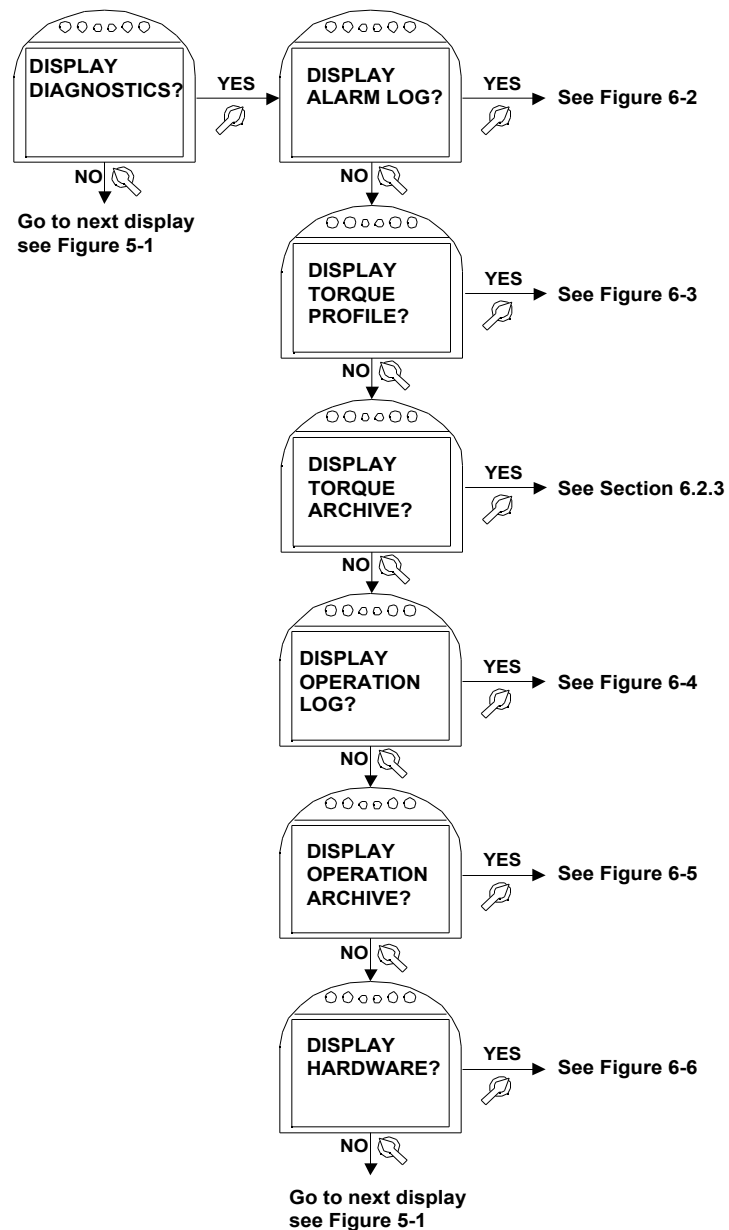 DISPLAY
DIAGNOSTICS?
YES
DISPLAY
ALARM LOG?
YES
See Figure 6-2
NO
Go to next display
see Figure 5-1
NO
DISPLAY
TORQUE
PROFILE?
YES
See Figure 6-3
NO
DISPLAY
TORQUE
ARCHIVE?
YES
See Section 6.2.3
NO
DISPLAY
OPERATION
LOG?
YES
See Figure 6-4
NO
DISPLAY
OPERATION
ARCHIVE?
YES
See Figure 6-5
NO
DISPLAY
HARDWARE?
YES
See Figure 6-6
NO
Go to next display
see Figure 5-1